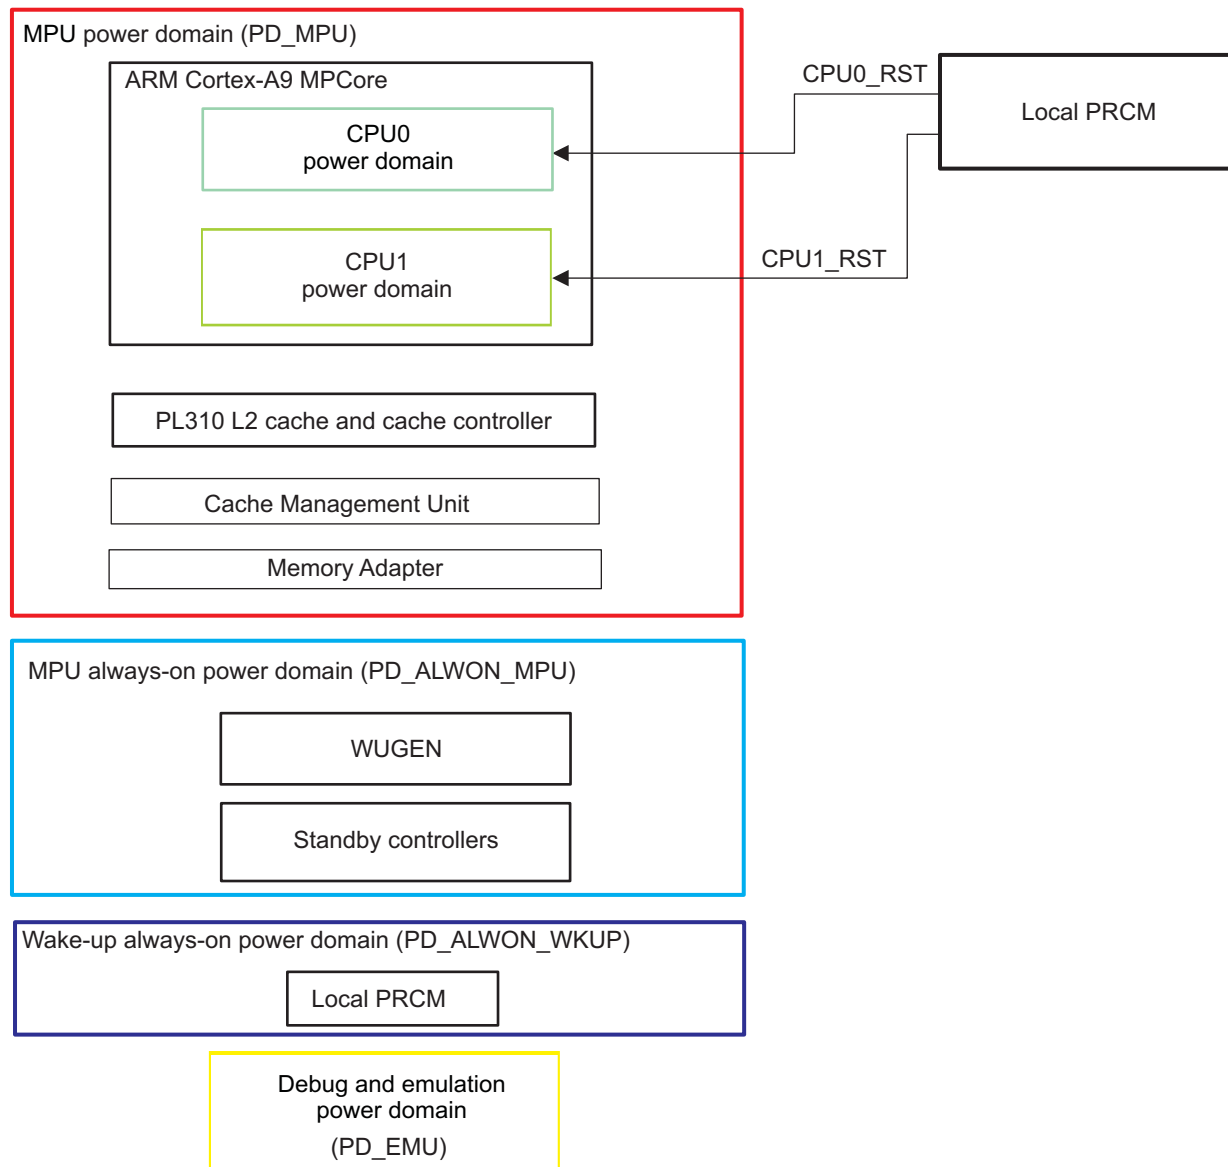 MPU power domain (PD_MPU)
ARM Cortex-A9 MPCore
CPU0
power domain
CPU0_RST
Local PRCM
CPU1
power domain
CPU1_RST
PL310 L2 cache and cache controller
Cache Management Unit
Memory Adapter
MPU always-on power domain (PD_ALWON_MPU)
WUGEN
Standby controllers
Wake-up always-on power domain (PD_ALWON_WKUP)
Local PRCM
Debug and emulation
power domain
(PD_EMU)